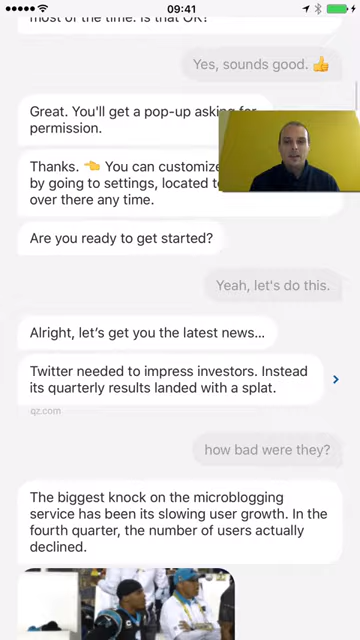 09:41
most of the time. Is that OK?
Yes, sounds good. 👍
Great. You'll get a pop-up asking for
permission.
Thanks. 👈 You can customize
by going to settings, located to
over there any time.
Are you ready to get started?
Yeah, let's do this.
Alright, let's get you the latest news...
Twitter needed to impress investors. Instead
its quarterly results landed with a splat.
qz.com
how bad were they?
The biggest knock on the microblogging
service has been its slowing user growth. In the
fourth quarter, the number of users actually
declined.